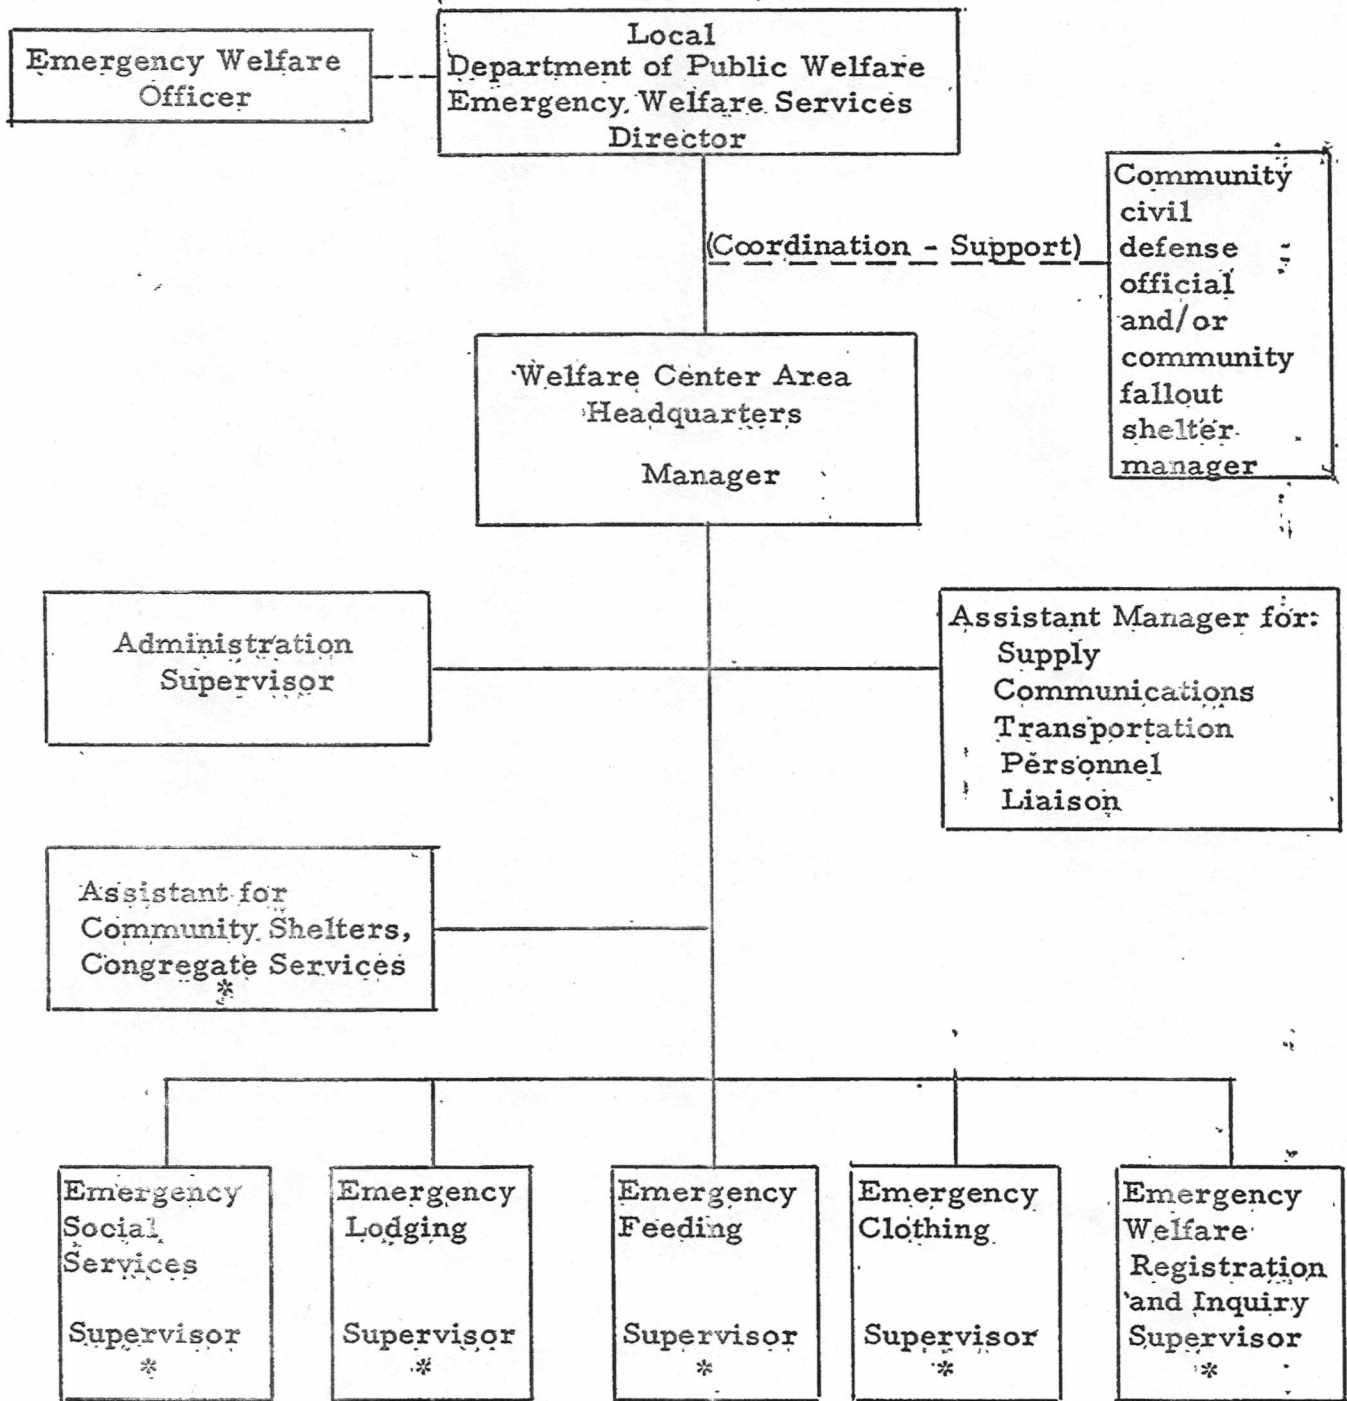 Emergency Welfare
Officer
Local
Department of Public Welfare
Emergency Welfare Services
Director
(Coordination - Support)
Community
civil
defense
official
and/or
community
fallout
shelter
manager
Welfare Center Area
Headquarters
Manager
Administration
Supervisor
Assistant Manager for:
Supply
Communications
Transportation
Personnel
Liaison
Assistant for
Community Shelters,
Congregate Services
*
Emergency
Social
Services
Supervisor
*
Emergency
Lodging
Supervisor
*
Emergency
Feeding
Supervisor
*
Emergency
Clothing
Supervisor
*
Emergency
Welfare
Registration
and Inquiry
Supervisor
*